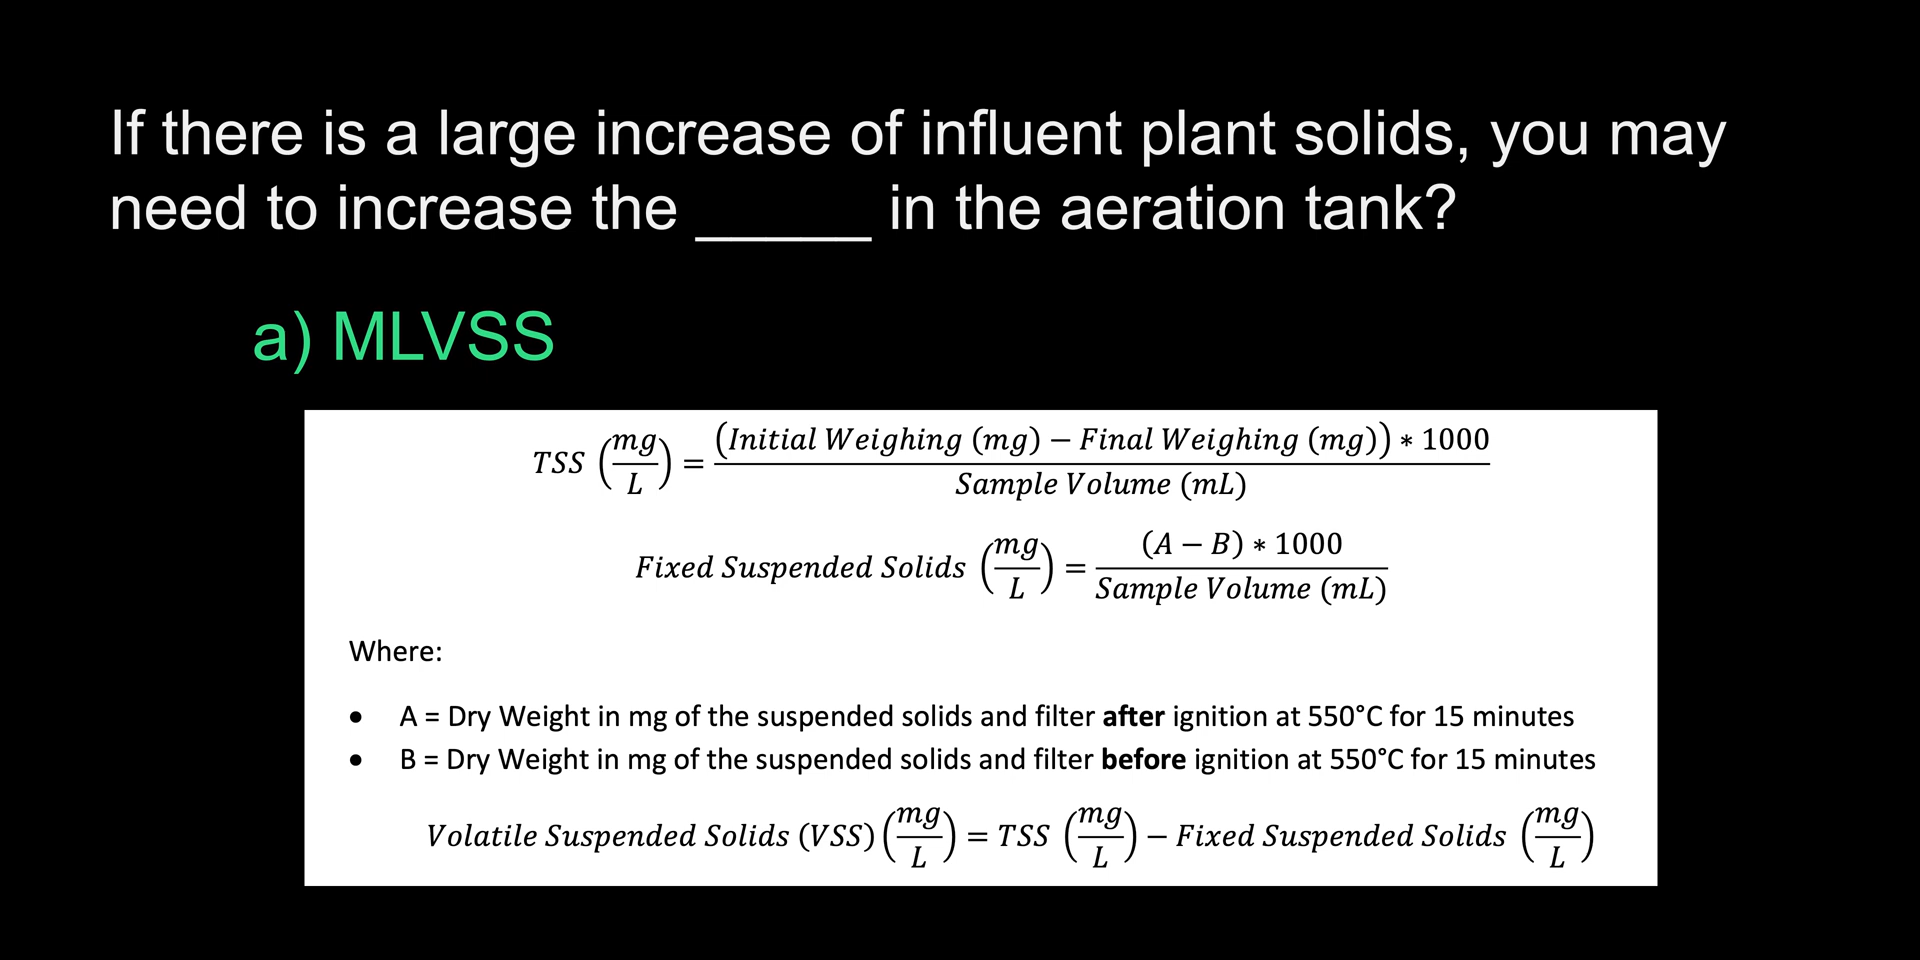 If there is a large increase of influent plant solids, you may
need to increase the _____ in the aeration tank?
a) MLVSS
TSS (mg/L) = (Initial Weighing (mg) − Final Weighing (mg)) * 1000 / Sample Volume (mL)
Fixed Suspended Solids (mg/L) = (A − B) * 1000 / Sample Volume (mL)
Where:
• A = Dry Weight in mg of the suspended solids and filter after ignition at 550°C for 15 minutes
• B = Dry Weight in mg of the suspended solids and filter before ignition at 550°C for 15 minutes
Volatile Suspended Solids (VSS) (mg/L) = TSS (mg/L) − Fixed Suspended Solids (mg/L)